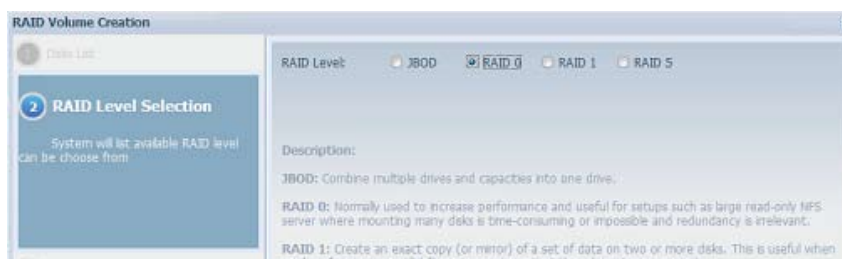 RAID Volume Creation
1 Disks List
2 RAID Level Selection
System will list available RAID level
can be choose from
RAID Level: JBOD RAID 0 RAID 1 RAID 5
Description:
JBOD: Combine multiple drives and capacities into one drive.
RAID 0: Normally used to increase performance and useful for setups such as large read-only NFS
server where mounting many disks is time-consuming or impossible and redundancy is irrelevant.
RAID 1: Create an exact copy (or mirror) of a set of data on two or more disks. This is useful when